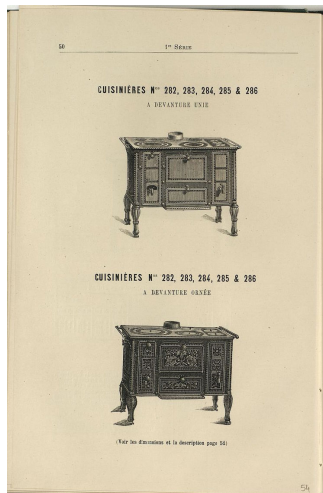 50
1re Série
CUISINIÈRES Nos 282, 283, 284, 285 & 286
A DEVANTURE UNIE
CUISINIÈRES Nos 282, 283, 284, 285 & 286
A DEVANTURE ORNÉE
(Voir les dimensions et la description page 56)
54